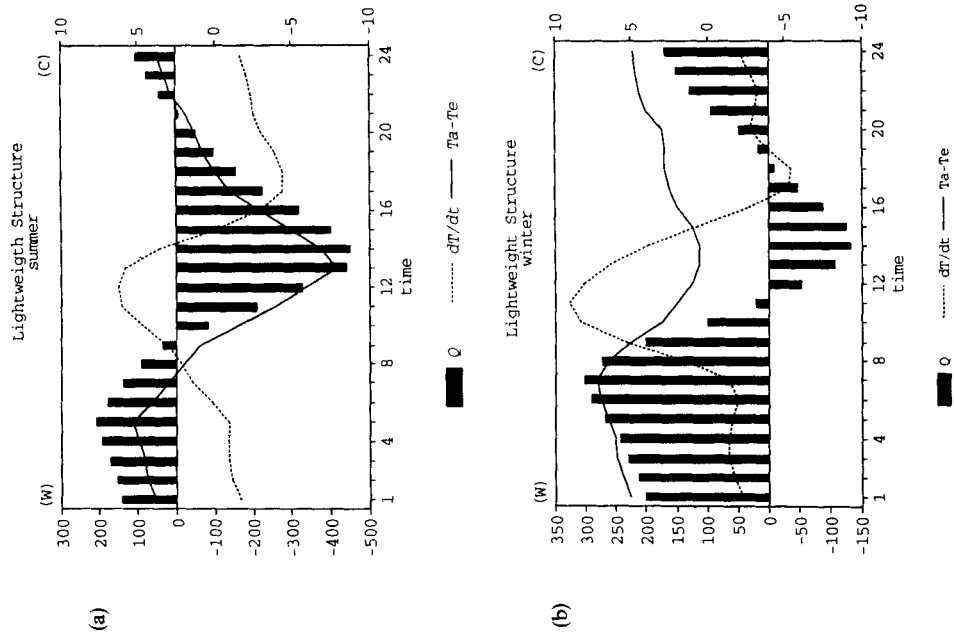 (a)
Lightweigth Structure
summer
(W)
(C)
300
200
100
0
-100
-200
-300
-400
-500
10
5
0
-5
-10
1 4 8 12 16 20 24
time
Q dT/dt Ta-Te
(b)
Lightweight Structure
winter
(W)
(C)
350
300
250
200
150
100
50
0
-50
-100
-150
10
5
0
-5
-10
1 4 8 12 16 20 24
time
Q dT/dt Ta-Te